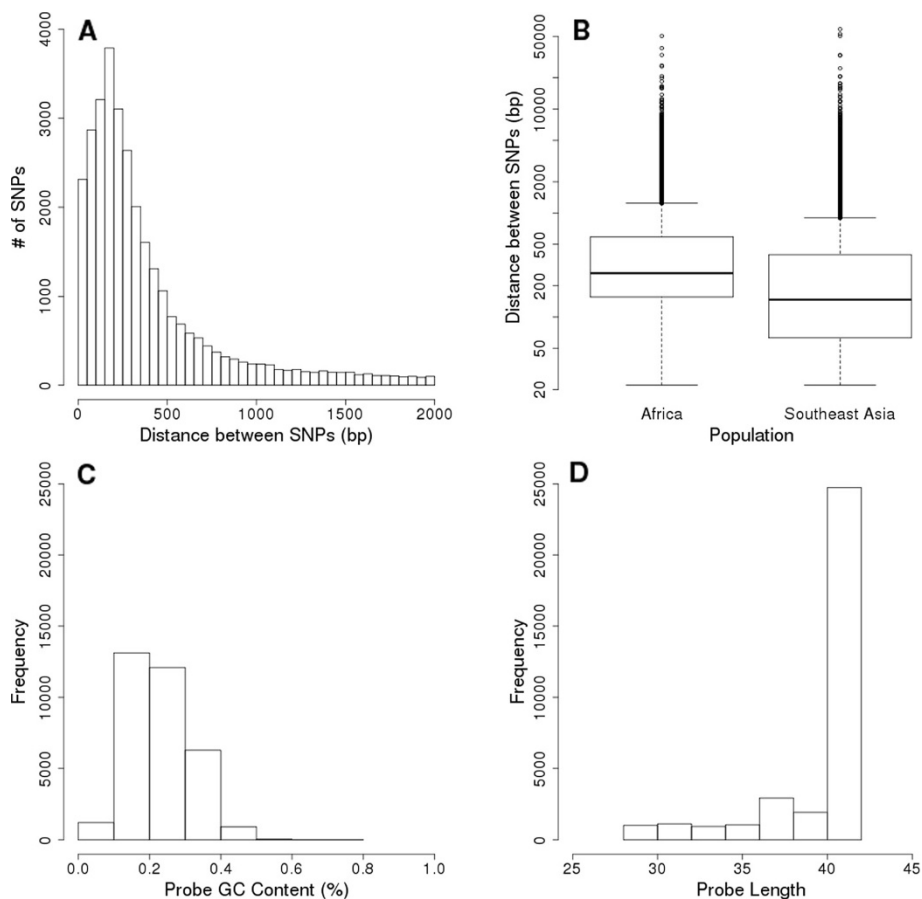 A
# of SNPs
0 1000 2000 3000 4000
0 500 1000 1500 2000
Distance between SNPs (bp)
B
Distance between SNPs (bp)
20 50 200 500 2000 10000 50000
Africa Southeast Asia
Population
C
Frequency
0 5000 10000 15000 20000 25000
0.0 0.2 0.4 0.6 0.8 1.0
Probe GC Content (%)
D
Frequency
0 5000 10000 15000 20000 25000
25 30 35 40 45
Probe Length